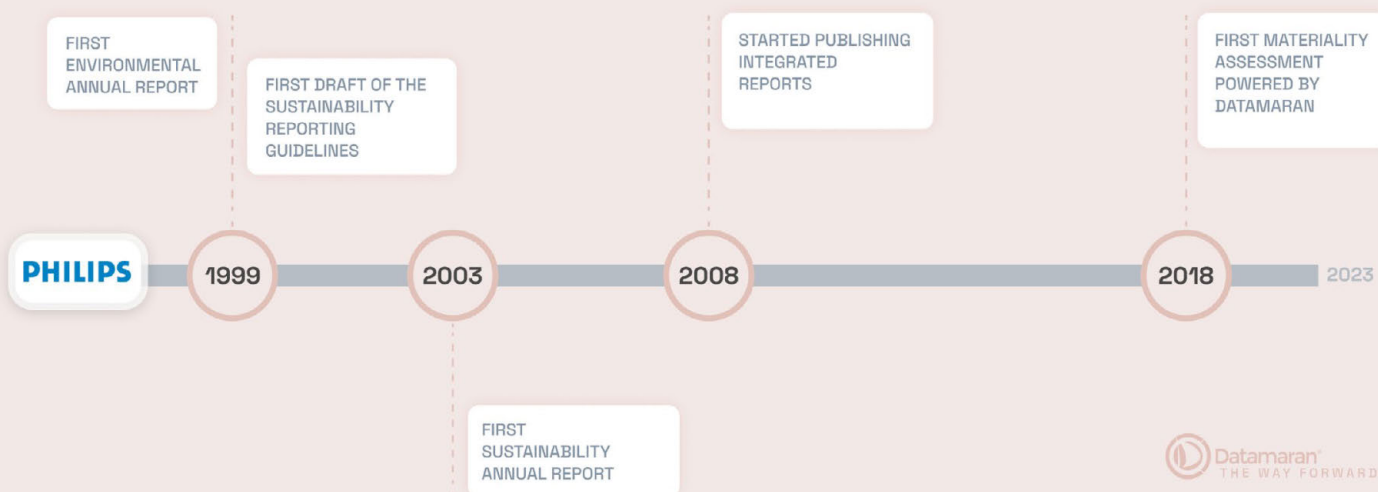 FIRST
ENVIRONMENTAL
ANNUAL REPORT
FIRST DRAFT OF THE
SUSTAINABILITY
REPORTING
GUIDELINES
STARTED PUBLISHING
INTEGRATED
REPORTS
FIRST MATERIALITY
ASSESSMENT
POWERED BY
DATAMARAN
PHILIPS
1999
2003
2008
2018
2023
FIRST
SUSTAINABILITY
ANNUAL REPORT
Datamaran®
THE WAY FORWARD